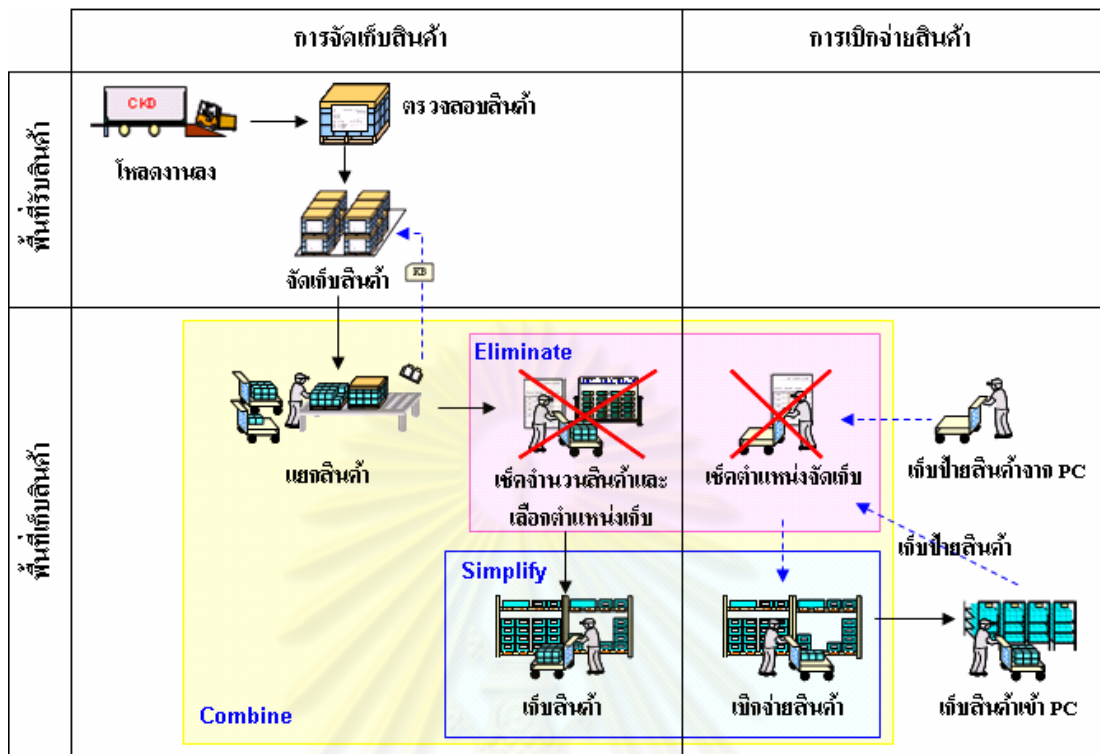 การจัดเก็บสินค้า
การเบิกจ่ายสินค้า
พื้นที่รับสินค้า
CKD
ตรวจสอบสินค้า
โหลดงานลง
KB
จัดเก็บสินค้า
พื้นที่เก็บสินค้า
Eliminate
แยกสินค้า
เช็คจำนวนสินค้าและ
เลือกตำแหน่งเก็บ
เช็คตำแหน่งจัดเก็บ
เก็บป้ายสินค้าจาก PC
เก็บป้ายสินค้า
Simplify
Combine
เก็บสินค้า
เบิกจ่ายสินค้า
เก็บสินค้าเข้า PC